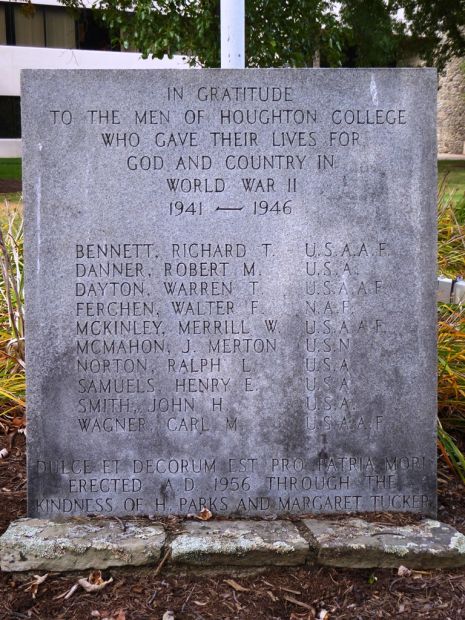 IN GRATITUDE
TO THE MEN OF HOUGHTON COLLEGE
WHO GAVE THEIR LIVES FOR
GOD AND COUNTRY IN
WORLD WAR II
1941 — 1946
BENNETT, RICHARD T. - U.S.A.A.F.
DANNER, ROBERT M. U.S.A.
DAYTON, WARREN T. U.S.A.A.F.
FERCHEN, WALTER F. N.A.F.
MCKINLEY, MERRILL W. U.S.A.A.F.
MCMAHON, J. MERTON U.S.N.
NORTON, RALPH L. U.S.A.
SAMUELS, HENRY E. U.S.A.
SMITH, JOHN H. U.S.A.
WAGNER, CARL M. U.S.A.A.F.
DULCE ET DECORUM EST PRO PATRIA MORI
ERECTED A.D. 1956 THROUGH THE
KINDNESS OF H. PARKS AND MARGARET TUCKER